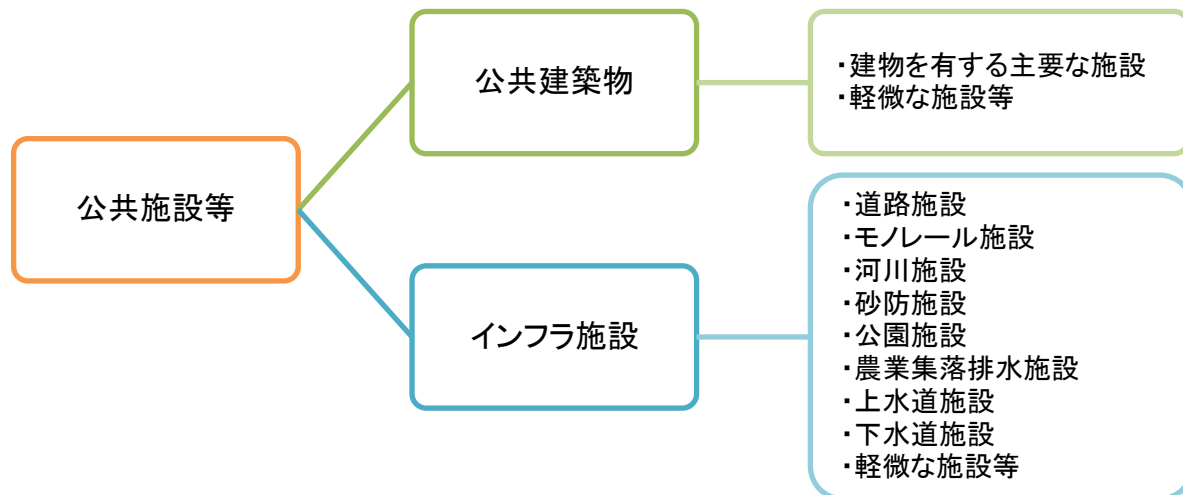 公共施設等
公共建築物
・建物を有する主要な施設
・軽微な施設等
インフラ施設
・道路施設
・モノレール施設
・河川施設
・砂防施設
・公園施設
・農業集落排水施設
・上水道施設
・下水道施設
・軽微な施設等